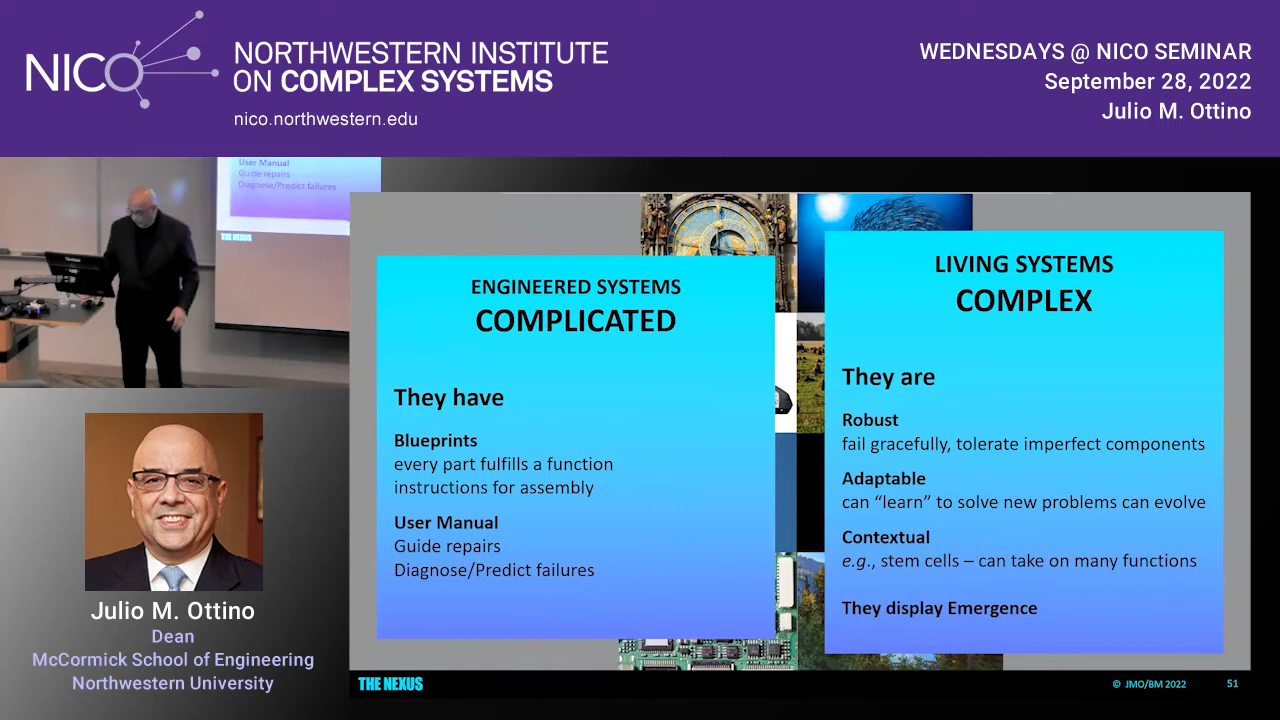 NICO
NORTHWESTERN INSTITUTE
ON COMPLEX SYSTEMS
nico.northwestern.edu
WEDNESDAYS @ NICO SEMINAR
September 28, 2022
Julio M. Ottino
User Manual
Guide repairs
Diagnose/Predict failures
THE NEXUS
Julio M. Ottino
Dean
McCormick School of Engineering
Northwestern University
ENGINEERED SYSTEMS
COMPLICATED
They have
Blueprints
every part fulfills a function
instructions for assembly
User Manual
Guide repairs
Diagnose/Predict failures
LIVING SYSTEMS
COMPLEX
They are
Robust
fail gracefully, tolerate imperfect components
Adaptable
can “learn” to solve new problems can evolve
Contextual
e.g., stem cells – can take on many functions
They display Emergence
THE NEXUS
© JMO/BM 2022
51